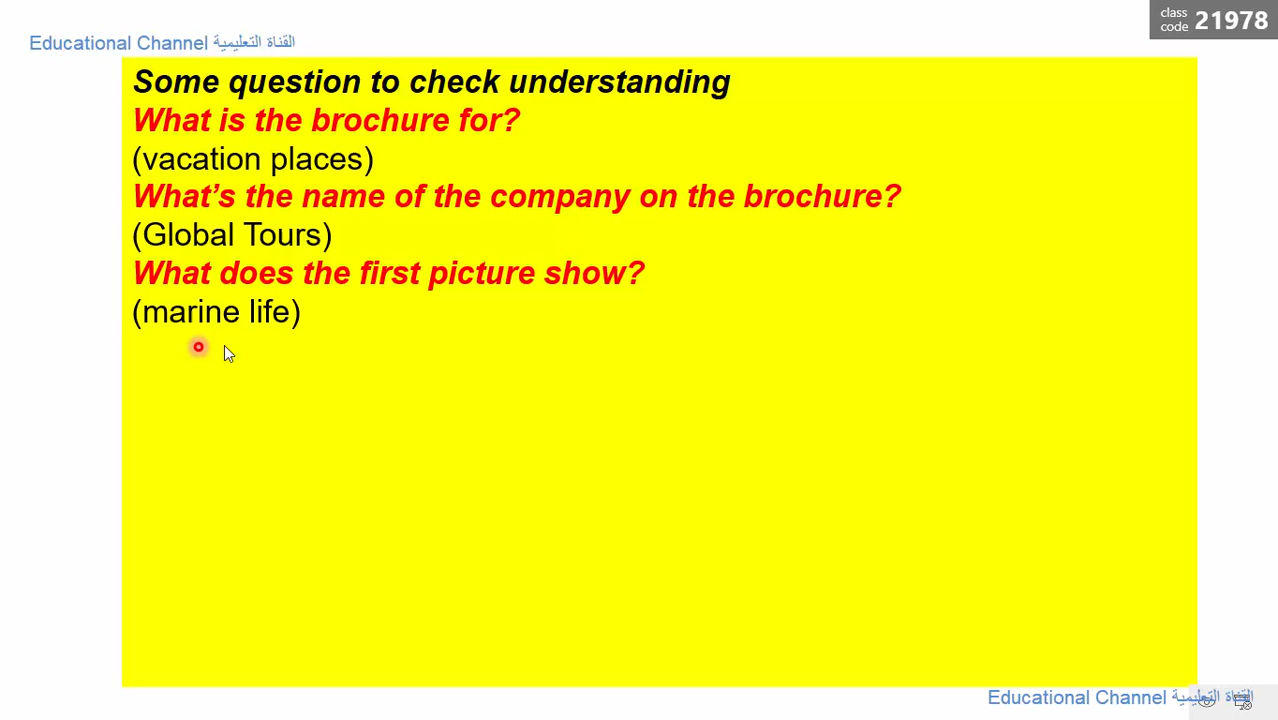 class code 21978
Educational Channel القناة التعليمية
Some question to check understanding
What is the brochure for?
(vacation places)
What’s the name of the company on the brochure?
(Global Tours)
What does the first picture show?
(marine life)
Educational Channel القناة التعليمية